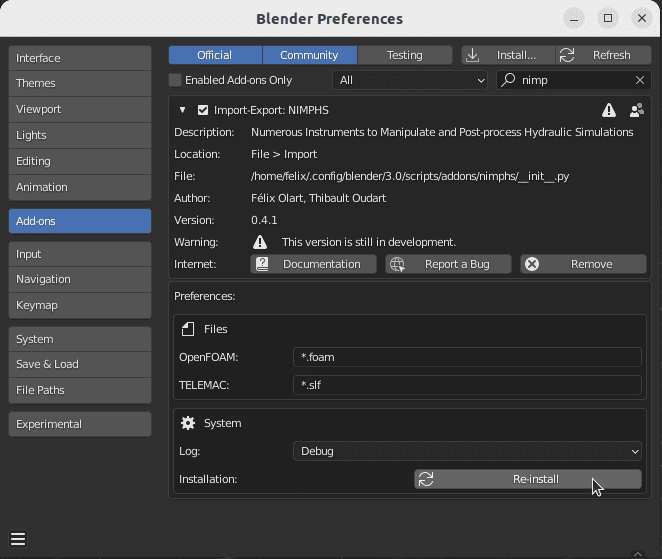 Blender Preferences
Interface
Themes
Viewport
Lights
Editing
Animation
Add-ons
Input
Navigation
Keymap
System
Save & Load
File Paths
Experimental
Official Community Testing Install... Refresh
Enabled Add-ons Only All nimp
Import-Export: NIMPHS
Description: Numerous Instruments to Manipulate and Post-process Hydraulic Simulations
Location: File > Import
File: /home/felix/.config/blender/3.0/scripts/addons/nimphs/__init__.py
Author: Félix Olart, Thibault Oudart
Version: 0.4.1
Warning: This version is still in development.
Internet: Documentation Report a Bug Remove
Preferences:
Files
OpenFOAM: *.foam
TELEMAC: *.slf
System
Log: Debug
Installation: Re-install